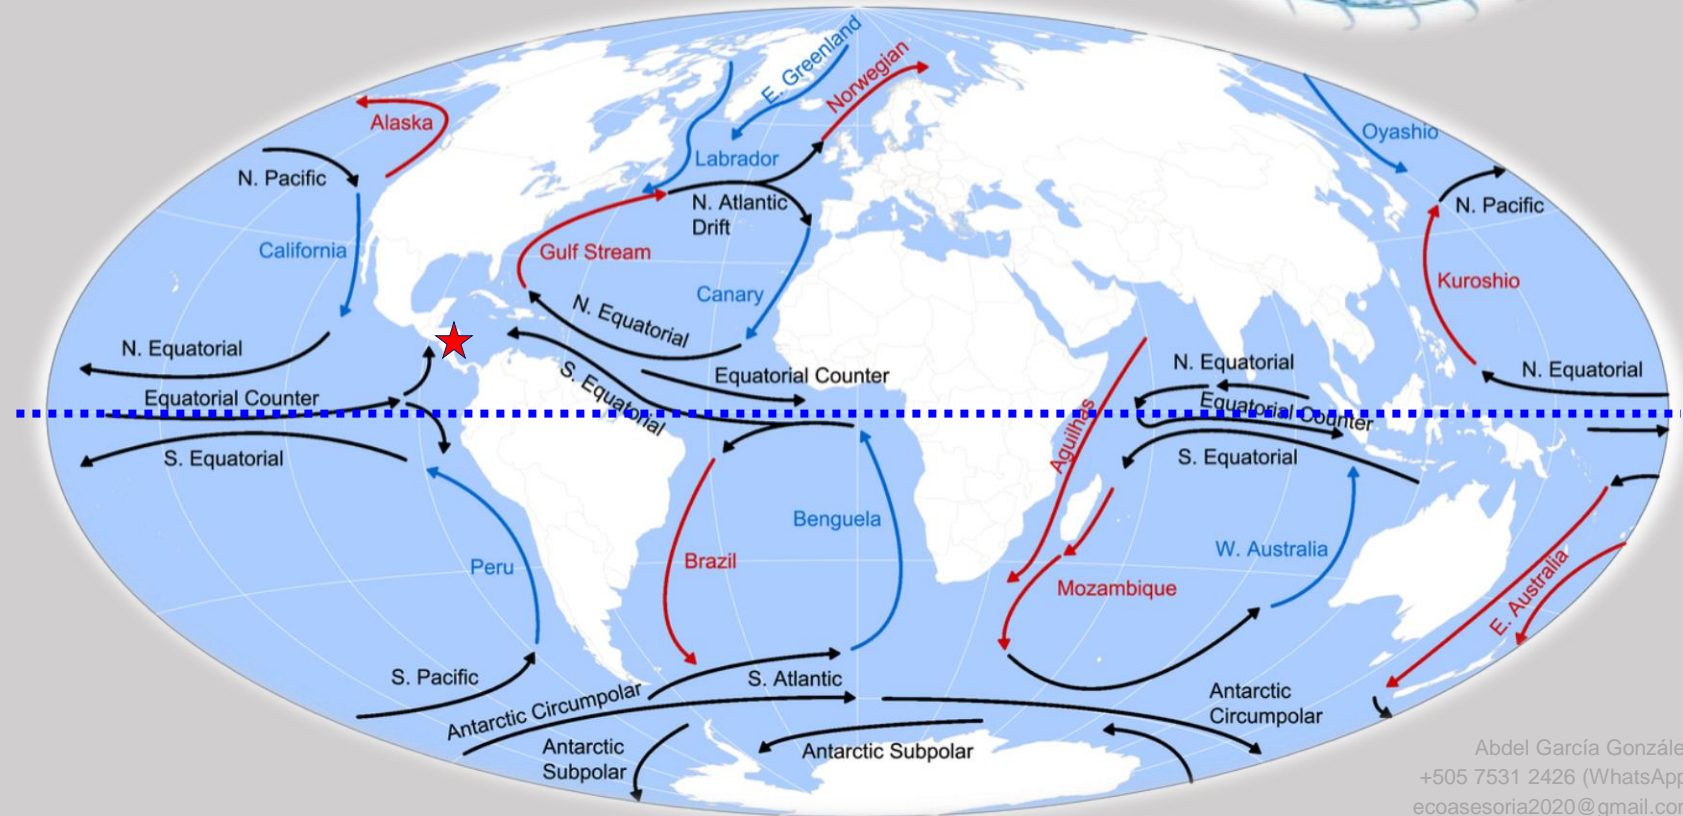 E. Greenland
Norwegian
Alaska
Oyashio
Labrador
N. Pacific
N. Atlantic
Drift
N. Pacific
California
Gulf Stream
Canary
Kuroshio
N. Equatorial
N. Equatorial
N. Equatorial
N. Equatorial
Equatorial Counter
S. Equatorial
Equatorial Counter
Equatorial Counter
Aguilhas
S. Equatorial
S. Equatorial
Benguela
Peru
Brazil
W. Australia
Mozambique
E. Australia
S. Pacific
S. Atlantic
Antarctic Circumpolar
Antarctic
Circumpolar
Antarctic
Subpolar
Antarctic Subpolar
Abdel García Gonzále
+505 7531 2426 (WhatsApp
ecoasesoria2020@gmail.com